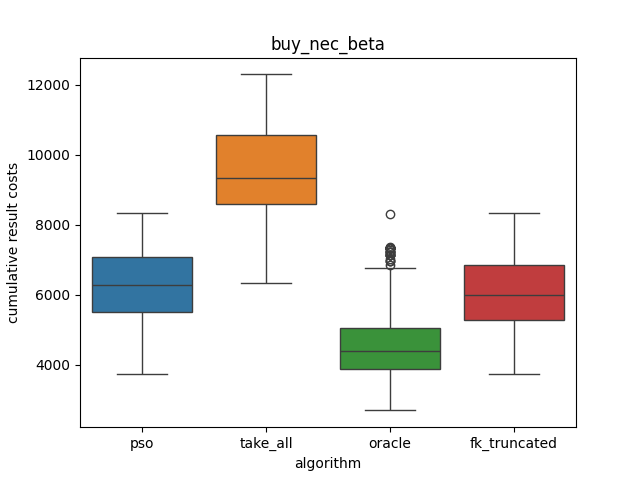 buy_nec_beta
12000
10000
8000
6000
4000
cumulative result costs
pso
take_all
oracle
fk_truncated
algorithm